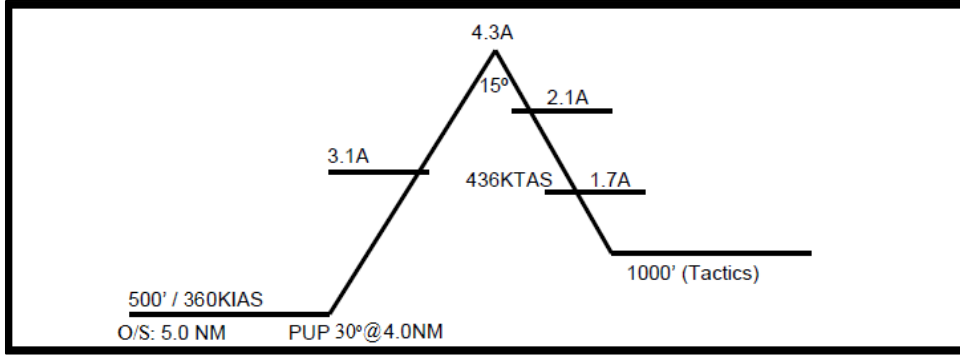 4.3A
15º
2.1A
3.1A
436KTAS
1.7A
1000’ (Tactics)
500’ / 360KIAS
O/S: 5.0 NM
PUP 30º@4.0NM